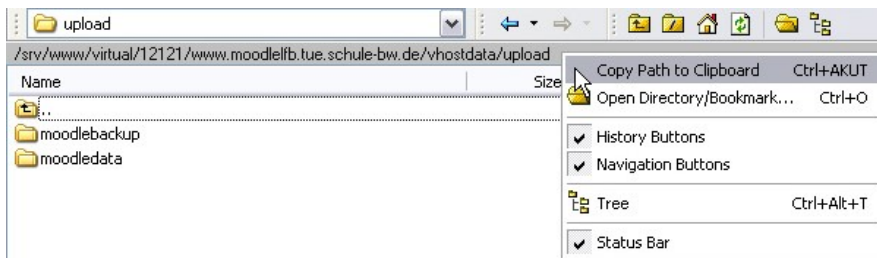 upload
/srv/www/virtual/12121/www.moodlelfb.tue.schule-bw.de/vhostdata/upload
Name Size
..
moodlebackup
moodledata
Copy Path to Clipboard Ctrl+AKUT
Open Directory/Bookmark... Ctrl+O
History Buttons
Navigation Buttons
Tree Ctrl+Alt+T
Status Bar